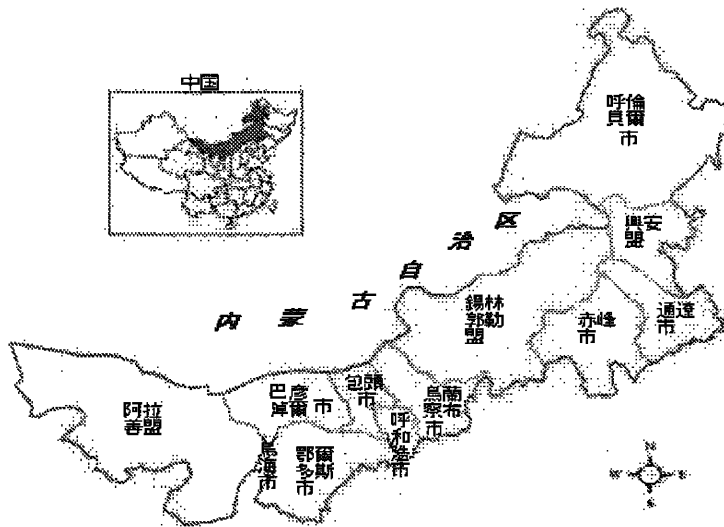 中国
呼倫
貝爾
市
興安
盟
内蒙古自治区
錫林
郭勒
盟
赤峰
市
通遼
市
包頭
市
巴彦
淖爾市
烏蘭
察布
市
阿拉
善盟
呼
和
浩
市
烏
海
市
鄂爾
多斯
市
N
W
E
S